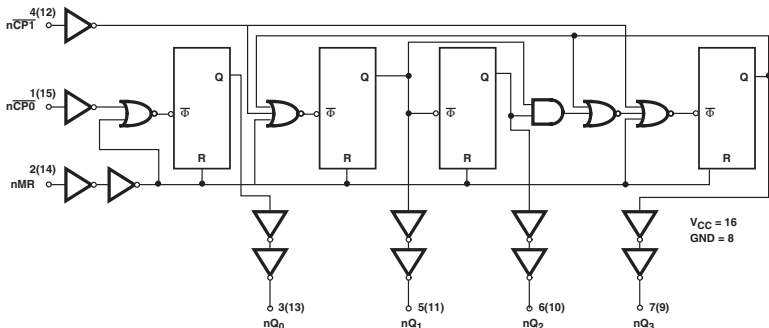 4(12)
nCP1
Q
Q
Q
Q
1(15)
nCP0
Φ
Φ
Φ
Φ
R
R
R
R
2(14)
nMR
VCC = 16
GND = 8
3(13)
5(11)
6(10)
7(9)
nQ0
nQ1
nQ2
nQ3